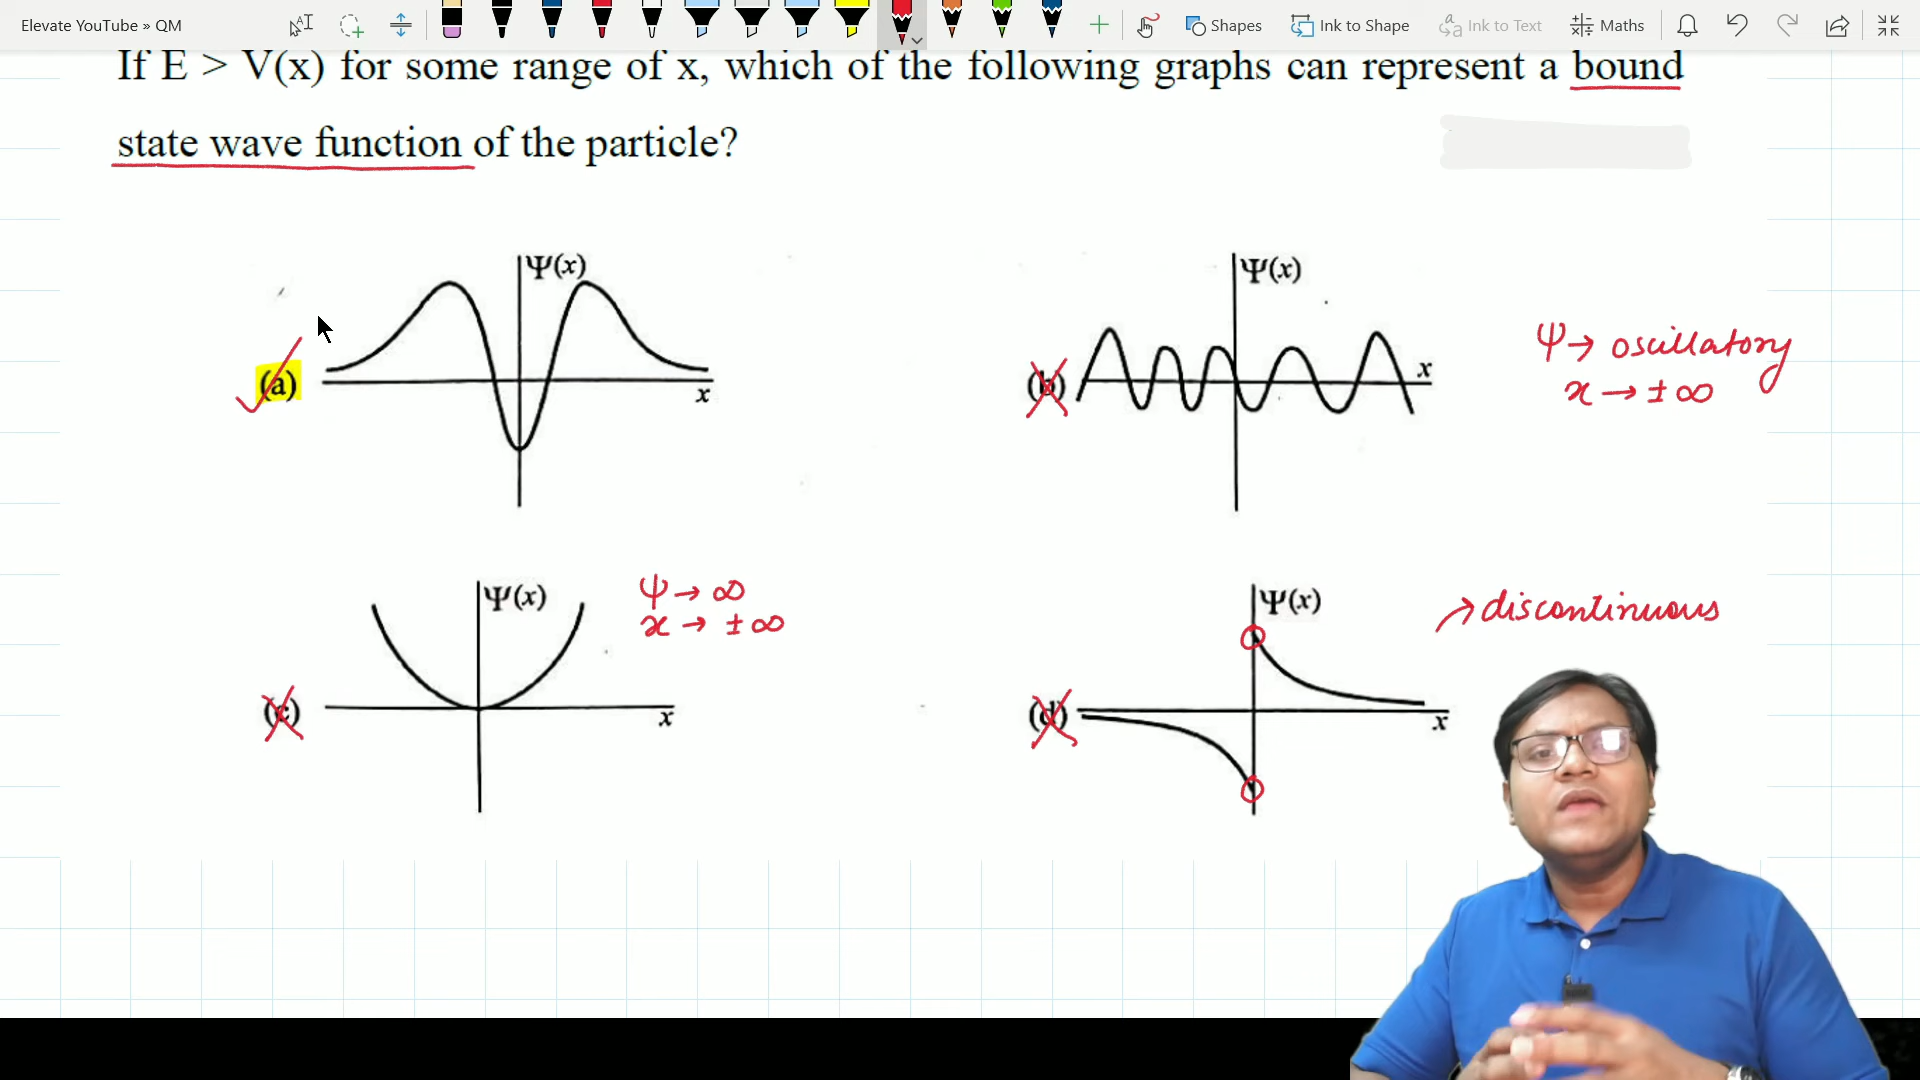 Elevate YouTube » QM
Shapes
Ink to Shape
Ink to Text
Maths
If E > V(x) for some range of x, which of the following graphs can represent a bound
state wave function of the particle?
Ψ(x)
(a)
x
Ψ(x)
(b)
x
ψ → oscillatory
x → ± ∞
Ψ(x)
(c)
x
ψ → ∞
x → ± ∞
Ψ(x)
(d)
x
→ discontinuous